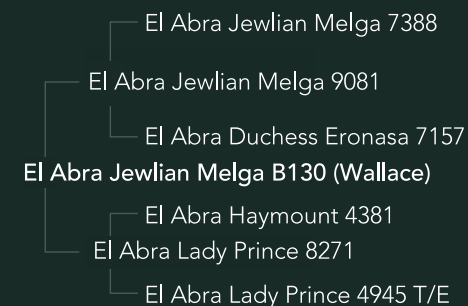 El Abra Jewlian Melga 7388
El Abra Jewlian Melga 9081
El Abra Duchess Eronasa 7157
El Abra Jewlian Melga B130 (Wallace)
El Abra Haymount 4381
El Abra Lady Prince 8271
El Abra Lady Prince 4945 T/E